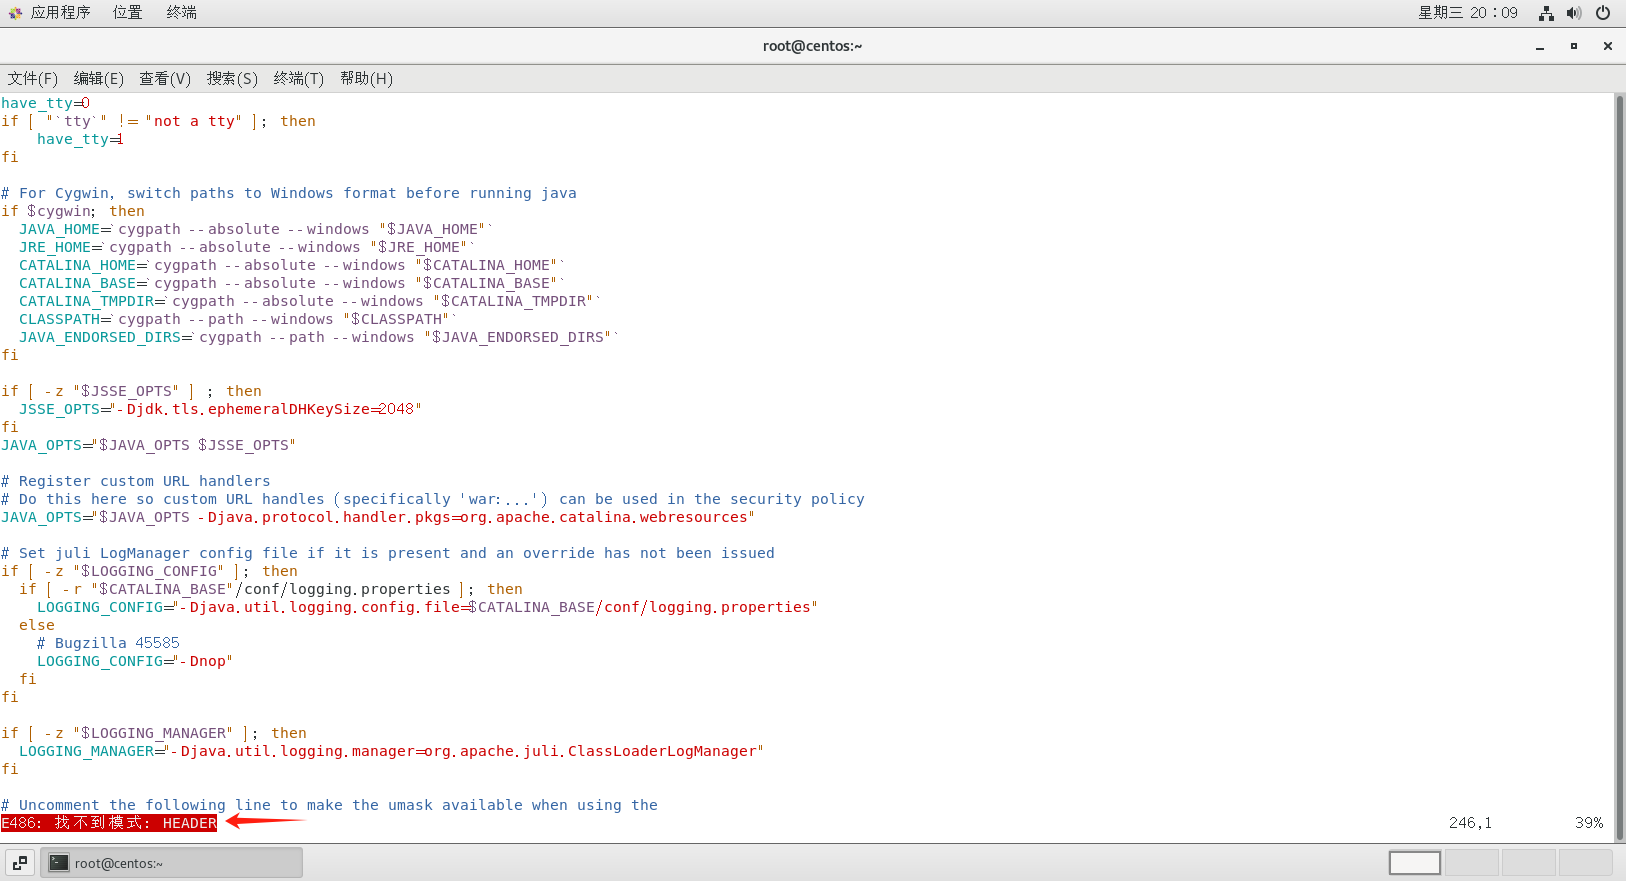 应用程序 位置 终端 星期三 20:09
root@centos:~
文件(F) 编辑(E) 查看(V) 搜索(S) 终端(T) 帮助(H)
have_tty=0
if [ "`tty`" != "not a tty" ]; then
    have_tty=1
fi

# For Cygwin, switch paths to Windows format before running java
if $cygwin; then
  JAVA_HOME=`cygpath --absolute --windows "$JAVA_HOME"`
  JRE_HOME=`cygpath --absolute --windows "$JRE_HOME"`
  CATALINA_HOME=`cygpath --absolute --windows "$CATALINA_HOME"`
  CATALINA_BASE=`cygpath --absolute --windows "$CATALINA_BASE"`
  CATALINA_TMPDIR=`cygpath --absolute --windows "$CATALINA_TMPDIR"`
  CLASSPATH=`cygpath --path --windows "$CLASSPATH"`
  JAVA_ENDORSED_DIRS=`cygpath --path --windows "$JAVA_ENDORSED_DIRS"`
fi

if [ -z "$JSSE_OPTS" ] ; then
  JSSE_OPTS="-Djdk.tls.ephemeralDHKeySize=2048"
fi
JAVA_OPTS="$JAVA_OPTS $JSSE_OPTS"

# Register custom URL handlers
# Do this here so custom URL handles (specifically 'war:...') can be used in the security policy
JAVA_OPTS="$JAVA_OPTS -Djava.protocol.handler.pkgs=org.apache.catalina.webresources"

# Set juli LogManager config file if it is present and an override has not been issued
if [ -z "$LOGGING_CONFIG" ]; then
  if [ -r "$CATALINA_BASE"/conf/logging.properties ]; then
    LOGGING_CONFIG="-Djava.util.logging.config.file=$CATALINA_BASE/conf/logging.properties"
  else
    # Bugzilla 45585
    LOGGING_CONFIG="-Dnop"
  fi
fi

if [ -z "$LOGGING_MANAGER" ]; then
  LOGGING_MANAGER="-Djava.util.logging.manager=org.apache.juli.ClassLoaderLogManager"
fi

# Uncomment the following line to make the umask available when using the
E486: 找不到模式: HEADER 246,1 39%
root@centos:~